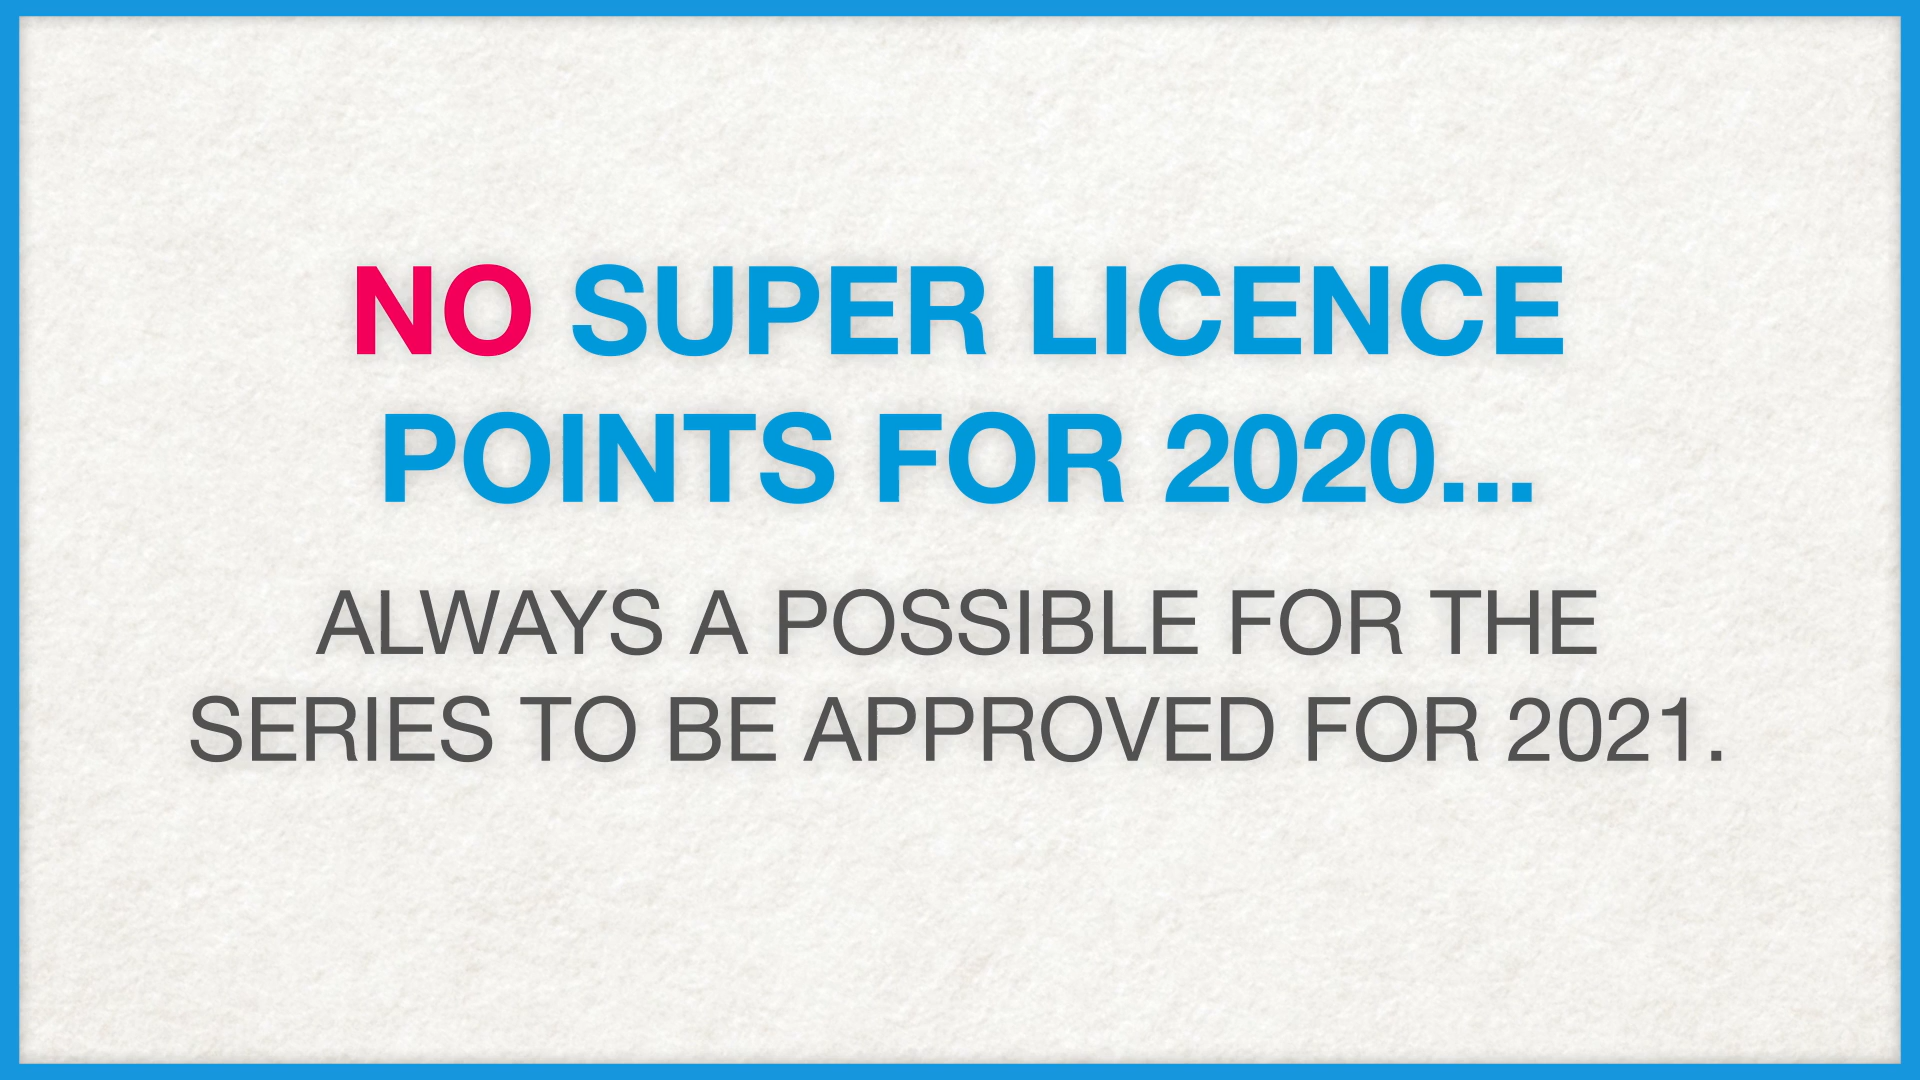 NO SUPER LICENCE
POINTS FOR 2020...
ALWAYS A POSSIBLE FOR THE
SERIES TO BE APPROVED FOR 2021.